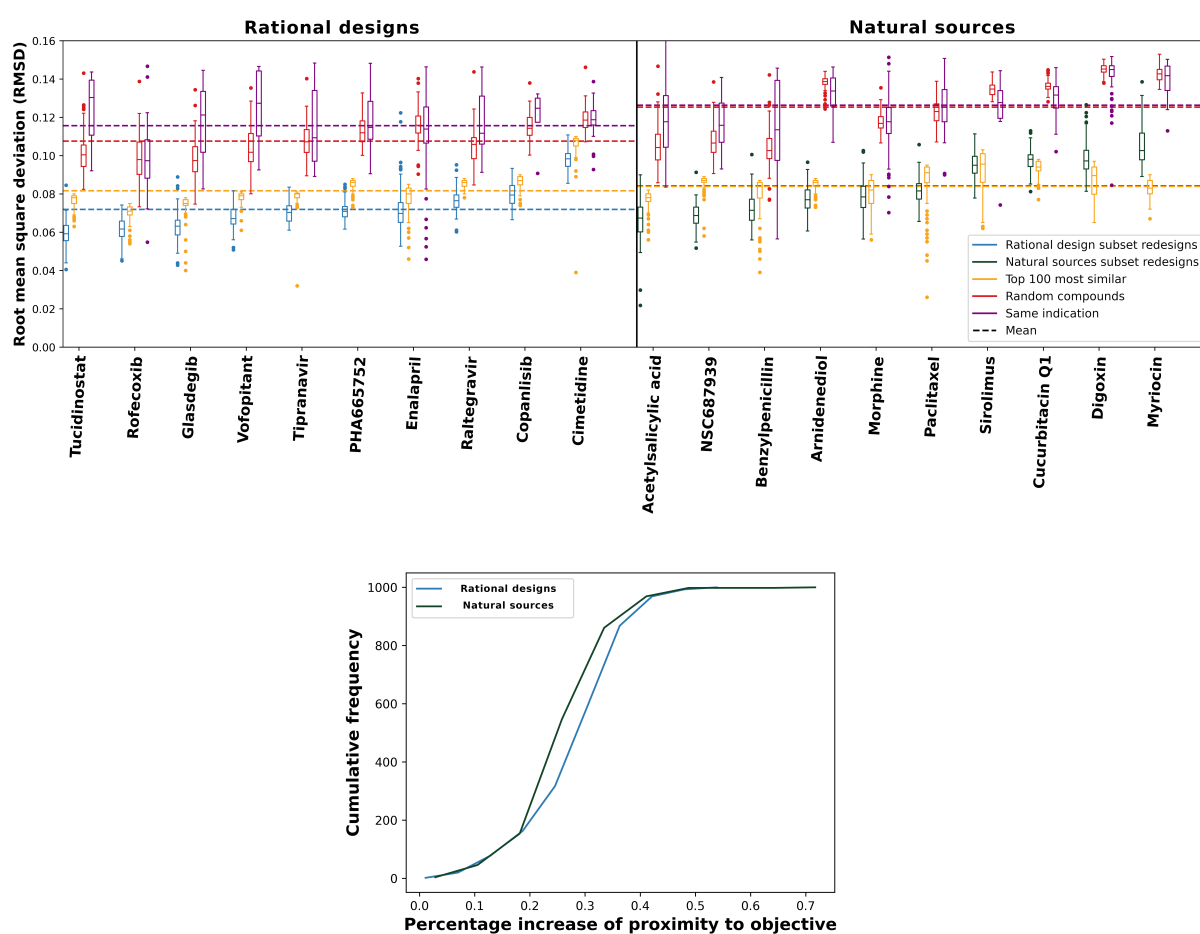 Rational designs
Natural sources
Root mean square deviation (RMSD)
0.16
0.14
0.12
0.10
0.08
0.06
0.04
0.02
0.00
Rational design subset redesigns
Natural sources subset redesigns
Top 100 most similar
Random compounds
Same indication
Mean
Tucidinostat
Rofecoxib
Glasdegib
Vofopitant
Tipranavir
PHA665752
Enalapril
Raltegravir
Copanlisib
Cimetidine
Acetylsalicylic acid
NSC687939
Benzylpenicillin
Arnidenediol
Morphine
Paclitaxel
Sirolimus
Cucurbitacin Q1
Digoxin
Myriocin
Rational designs
Natural sources
Cumulative frequency
1000
800
600
400
200
0
0.0 0.1 0.2 0.3 0.4 0.5 0.6 0.7
Percentage increase of proximity to objective